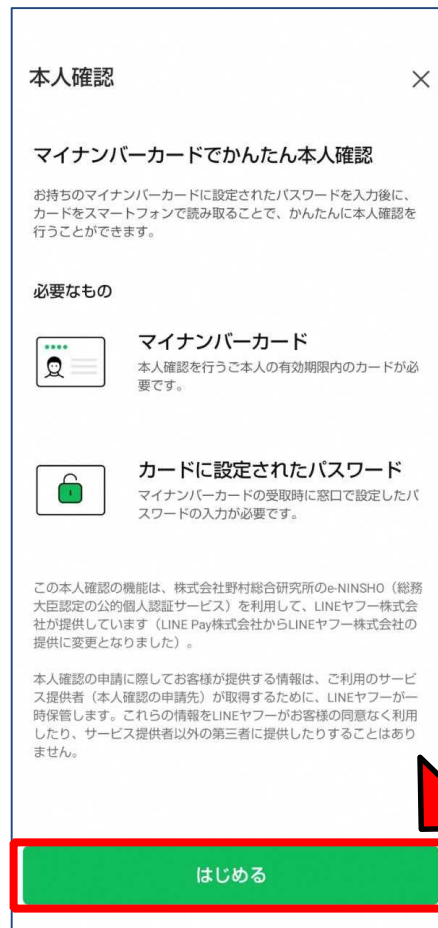 本人確認
マイナンバーカードでかんたん本人確認
お持ちのマイナンバーカードに設定されたパスワードを入力後に、
カードをスマートフォンで読み取ることで、かんたんに本人確認を
行うことができます。
必要なもの
マイナンバーカード
本人確認を行うご本人の有効期限内のカードが必
要です。
カードに設定されたパスワード
マイナンバーカードの受取時に窓口で設定したパ
スワードの入力が必要です。
この本人確認の機能は、株式会社野村総合研究所のe-NINSHO（総務
大臣認定の公的個人認証サービス）を利用して、LINEヤフー株式会
社が提供しています（LINE Pay株式会社からLINEヤフー株式会社の
提供に変更となりました）。
本人確認の申請に際してお客様が提供する情報は、ご利用のサービ
ス提供者（本人確認の申請先）が取得するために、LINEヤフーが一
時保管します。これらの情報をLINEヤフーがお客様の同意なく利用
したり、サービス提供者以外の第三者に提供したりすることはあり
ません。
はじめる